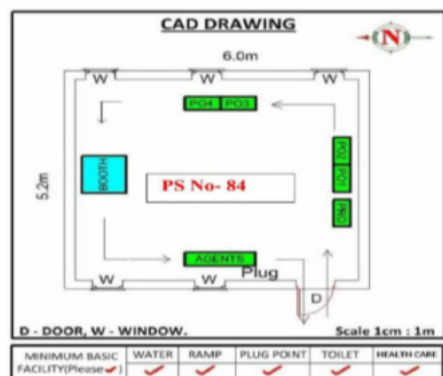 CAD DRAWING
N
6.0m
W W W
PO4 PO3
5.2m
BOOTH
PO2
PO1
PRO
PS No- 84
AGENTS
Plug
W W
D
D - DOOR, W - WINDOW. Scale 1cm : 1m
MINIMUM BASIC FACILITY(Please✓) WATER RAMP PLUG POINT TOILET HEALTH CARE
✓ ✓ ✓ ✓ ✓